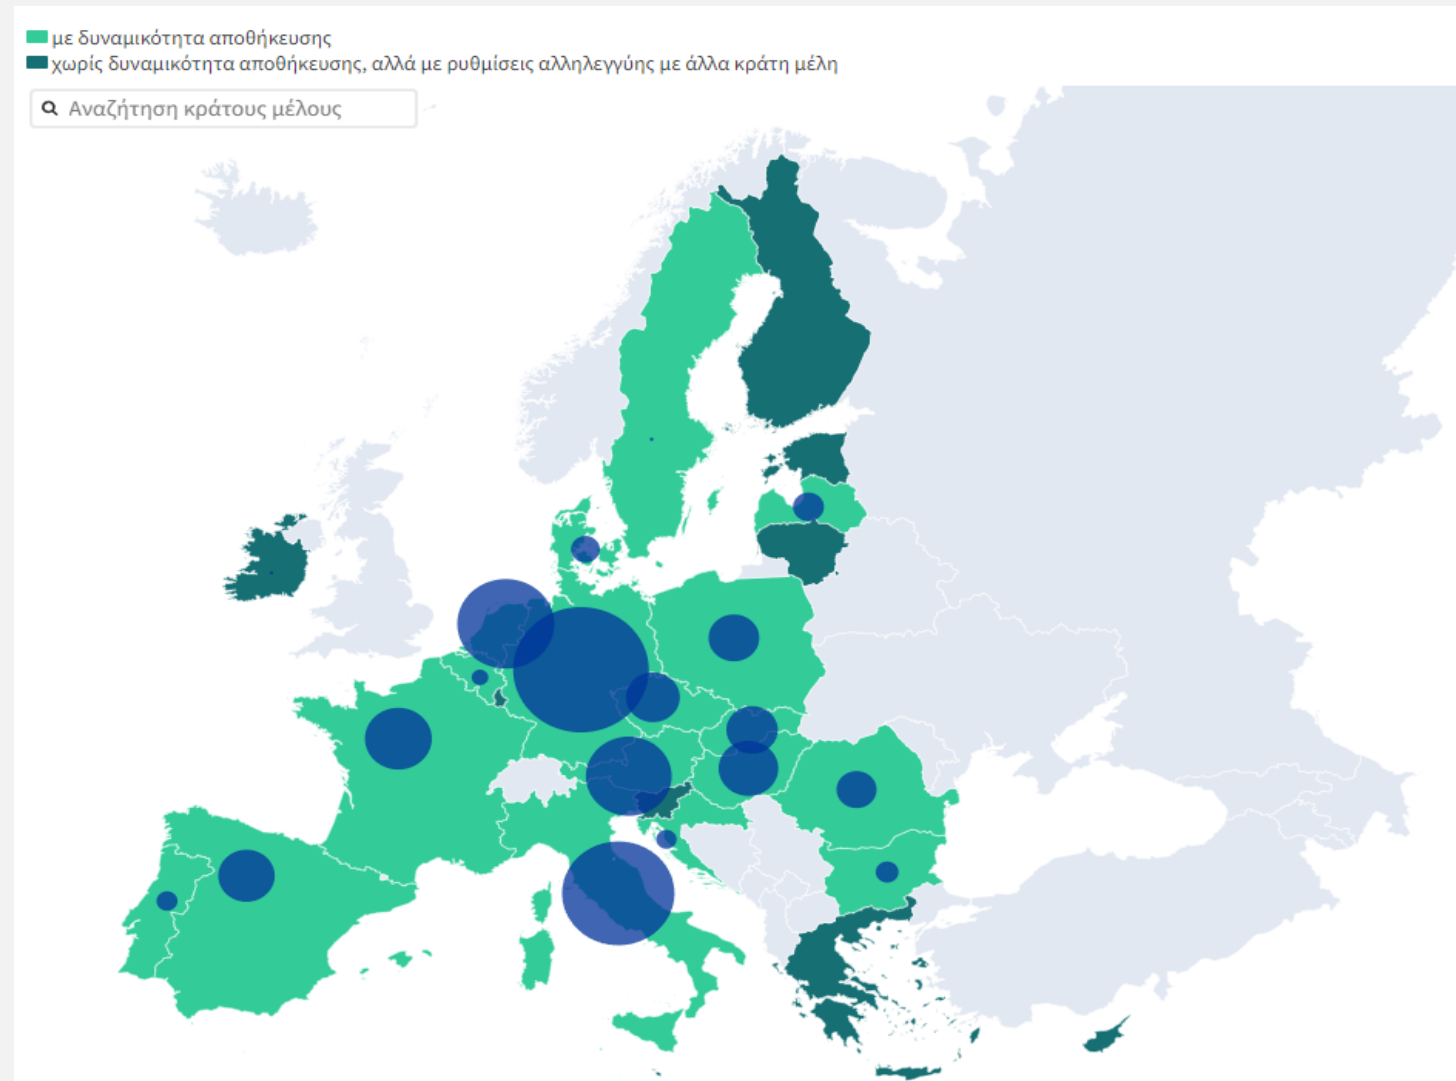 με δυναμικότητα αποθήκευσης
χωρίς δυναμικότητα αποθήκευσης, αλλά με ρυθμίσεις αλληλεγγύης με άλλα κράτη μέλη
Αναζήτηση κράτους μέλους